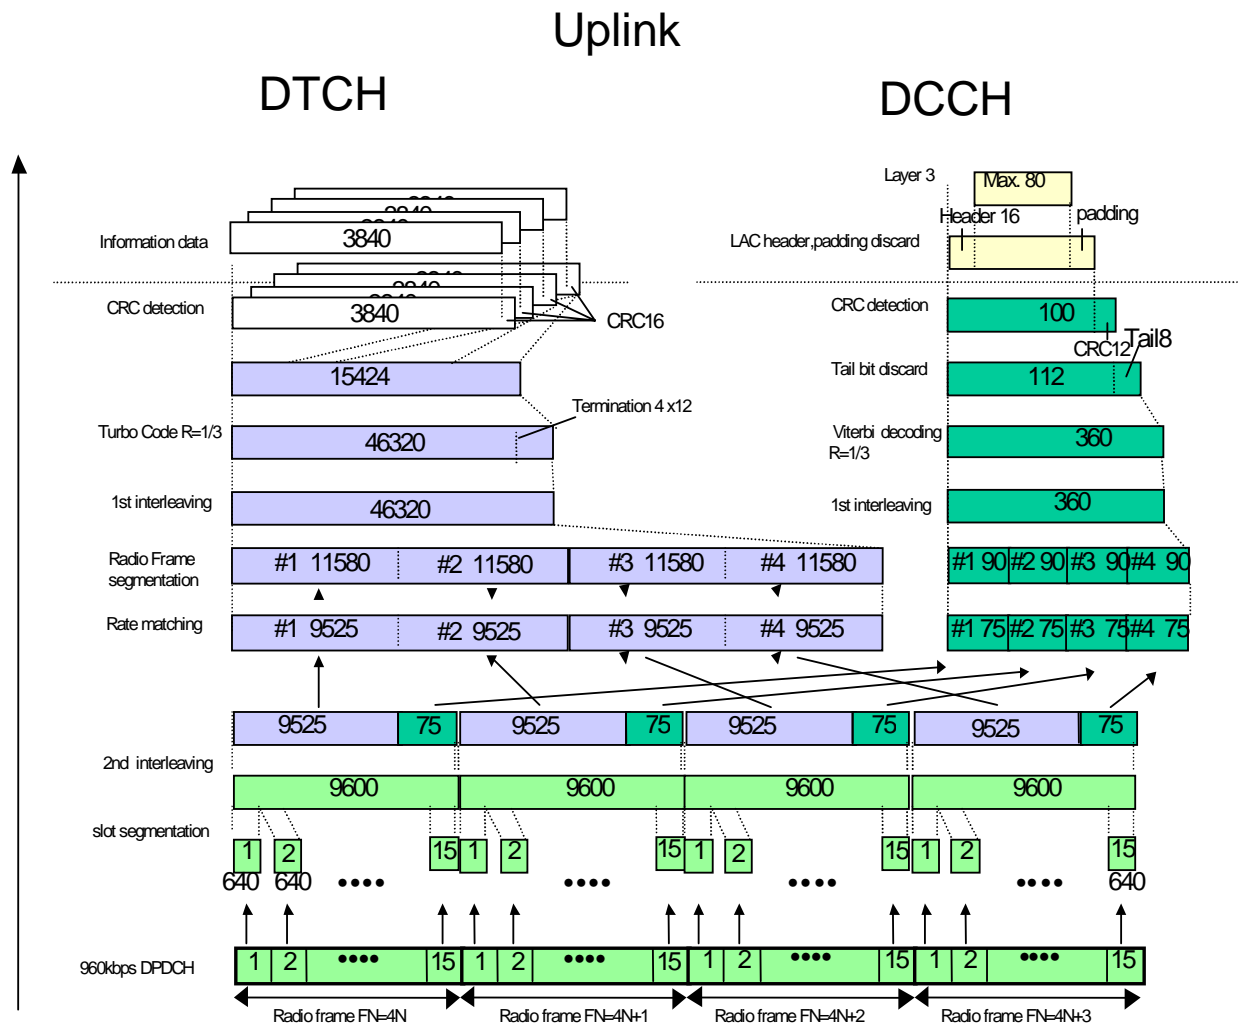 Uplink
DTCH
DCCH
Layer 3
Max. 80
Header 16
padding
3840
3840
3840
Information data
3840
LAC header,padding discard
3840
3840
3840
CRC detection
3840
CRC16
CRC detection
100
CRC12
Tail8
15424
Tail bit discard
112
Termination 4 x12
Turbo Code R=1/3
46320
Viterbi decoding
R=1/3
360
1st interleaving
46320
1st interleaving
360
Radio Frame
segmentation
#1 11580
#2 11580
#3 11580
#4 11580
#1 90
#2 90
#3 90
#4 90
Rate matching
#1 9525
#2 9525
#3 9525
#4 9525
#1 75
#2 75
#3 75
#4 75
9525
75
9525
75
9525
75
9525
75
2nd interleaving
9600
9600
9600
9600
slot segmentation
1
2
15
1
2
15
1
2
15
1
2
15
640
640
640
960kbps DPDCH
1
2
15
1
2
15
1
2
15
1
2
15
Radio frame FN=4N
Radio frame FN=4N+1
Radio frame FN=4N+2
Radio frame FN=4N+3